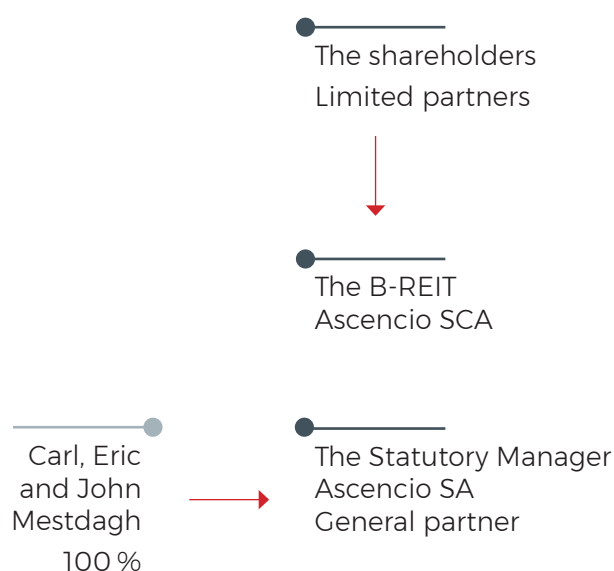 The shareholders
Limited partners
The B-REIT
Ascencio SCA
Carl, Eric
and John
Mestdagh
100 %
The Statutory Manager
Ascencio SA
General partner